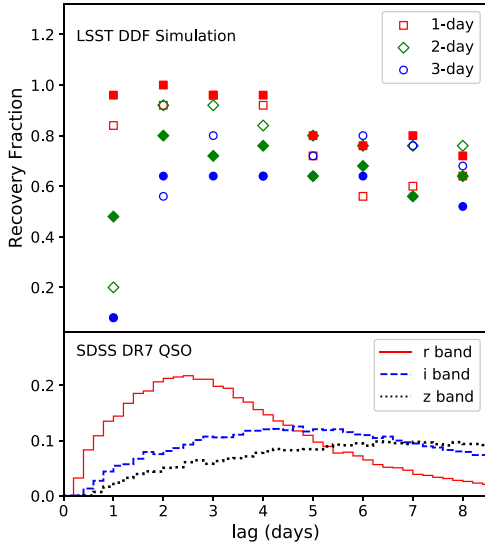 LSST DDF Simulation
1-day
2-day
3-day
Recovery Fraction
1.2
1.0
0.8
0.6
0.4
0.2
SDSS DR7 QSO
r band
i band
z band
0.2
0.1
0.0
0 1 2 3 4 5 6 7 8
lag (days)